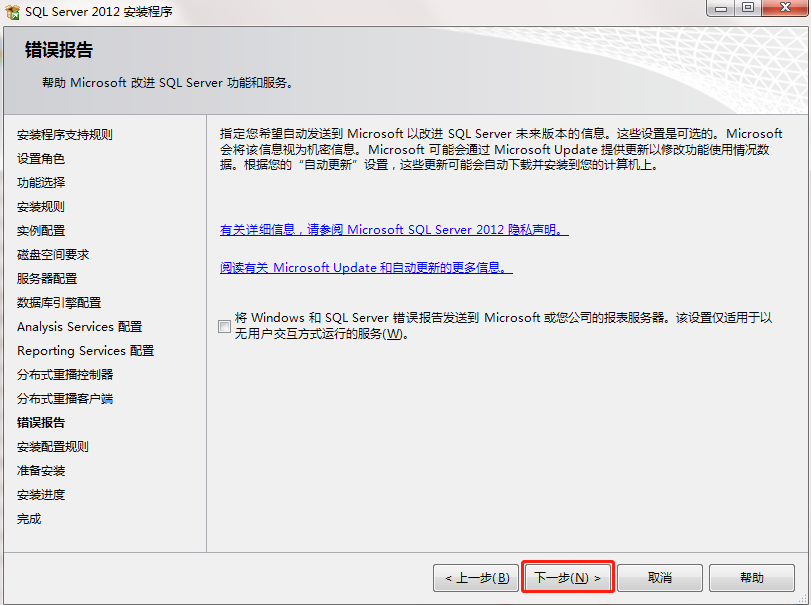 SQL Server 2012 安装程序
错误报告
帮助 Microsoft 改进 SQL Server 功能和服务。
安装程序支持规则
设置角色
功能选择
安装规则
实例配置
磁盘空间要求
服务器配置
数据库引擎配置
Analysis Services 配置
Reporting Services 配置
分布式重播控制器
分布式重播客户端
错误报告
安装配置规则
准备安装
安装进度
完成
指定您希望自动发送到 Microsoft 以改进 SQL Server 未来版本的信息。这些设置是可选的。Microsoft
会将该信息视为机密信息。Microsoft 可能会通过 Microsoft Update 提供更新以修改功能使用情况数
据。根据您的“自动更新”设置，这些更新可能会自动下载并安装到您的计算机上。
有关详细信息，请参阅 Microsoft SQL Server 2012 隐私声明。
阅读有关 Microsoft Update 和自动更新的更多信息。
将 Windows 和 SQL Server 错误报告发送到 Microsoft 或您公司的报表服务器。该设置仅适用于以
无用户交互方式运行的服务(W)。
< 上一步(B)
下一步(N) >
取消
帮助